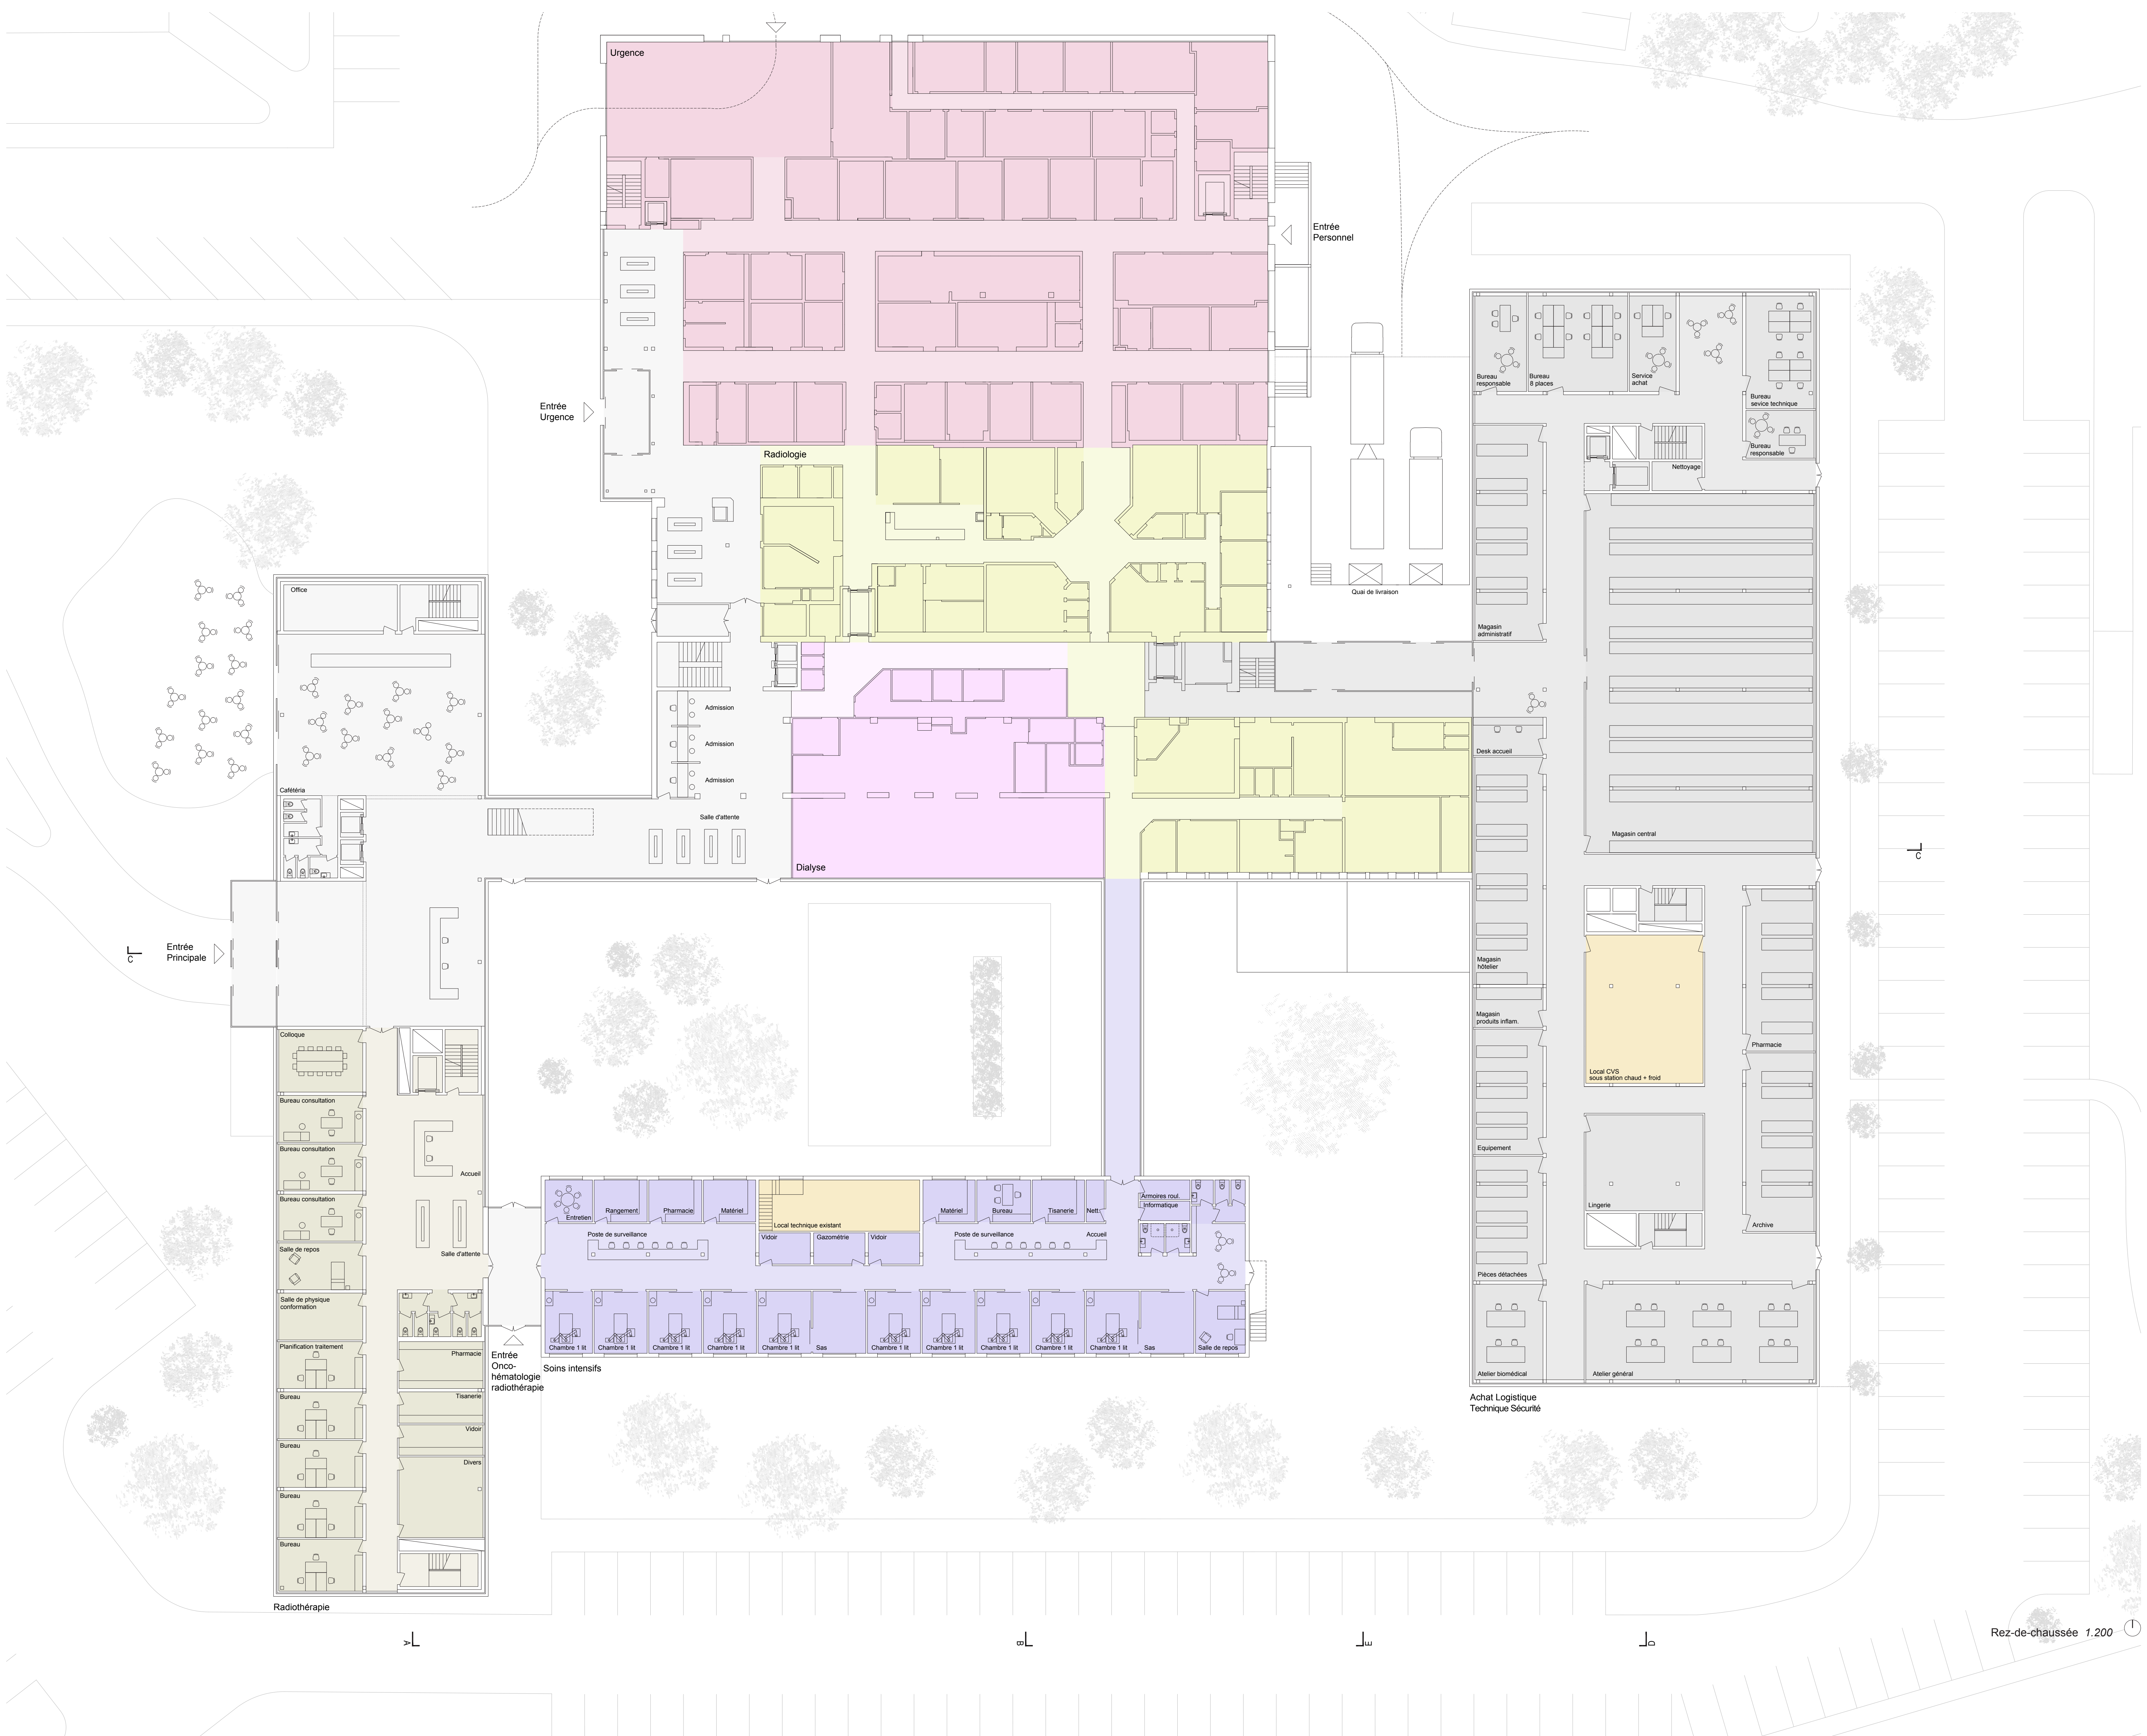 Urgence
Entrée
Personnel
Entrée
Urgence
Radiologie
Bureau
responsable
Bureau
8 places
Service
achat
Bureau
sevice technique
Bureau
responsable
Nettoyage
Quai de livraison
Magasin
administratif
Office
Admission
Admission
Admission
Desk accueil
Cafétéria
Salle d'attente
Magasin central
Dialyse
C
Entrée
Principale
C
Magasin
hôtelier
Magasin
produits inflam.
Pharmacie
Local CVS
sous station chaud + froid
Colloque
Bureau consultation
Bureau consultation
Bureau consultation
Accueil
Salle de repos
Salle d'attente
Salle de physique
conformation
Planification traitement
Pharmacie
Bureau
Tisanerie
Vidoir
Bureau
Divers
Bureau
Bureau
Radiothérapie
Entrée
Onco-
hématologie
radiothérapie
Entretien
Rangement
Pharmacie
Matériel
Local technique existant
Matériel
Bureau
Tisanerie
Nett.
Armoires roul.
Informatique
Poste de surveillance
Vidoir
Gazométrie
Vidoir
Poste de surveillance
Accueil
Chambre 1 lit
Chambre 1 lit
Chambre 1 lit
Chambre 1 lit
Chambre 1 lit
Sas
Chambre 1 lit
Chambre 1 lit
Chambre 1 lit
Chambre 1 lit
Chambre 1 lit
Sas
Salle de repos
Soins intensifs
Equipement
Lingerie
Archive
Pièces détachées
Atelier biomédical
Atelier général
Achat Logistique
Technique Sécurité
A
B
E
D
Rez-de-chaussée 1.200